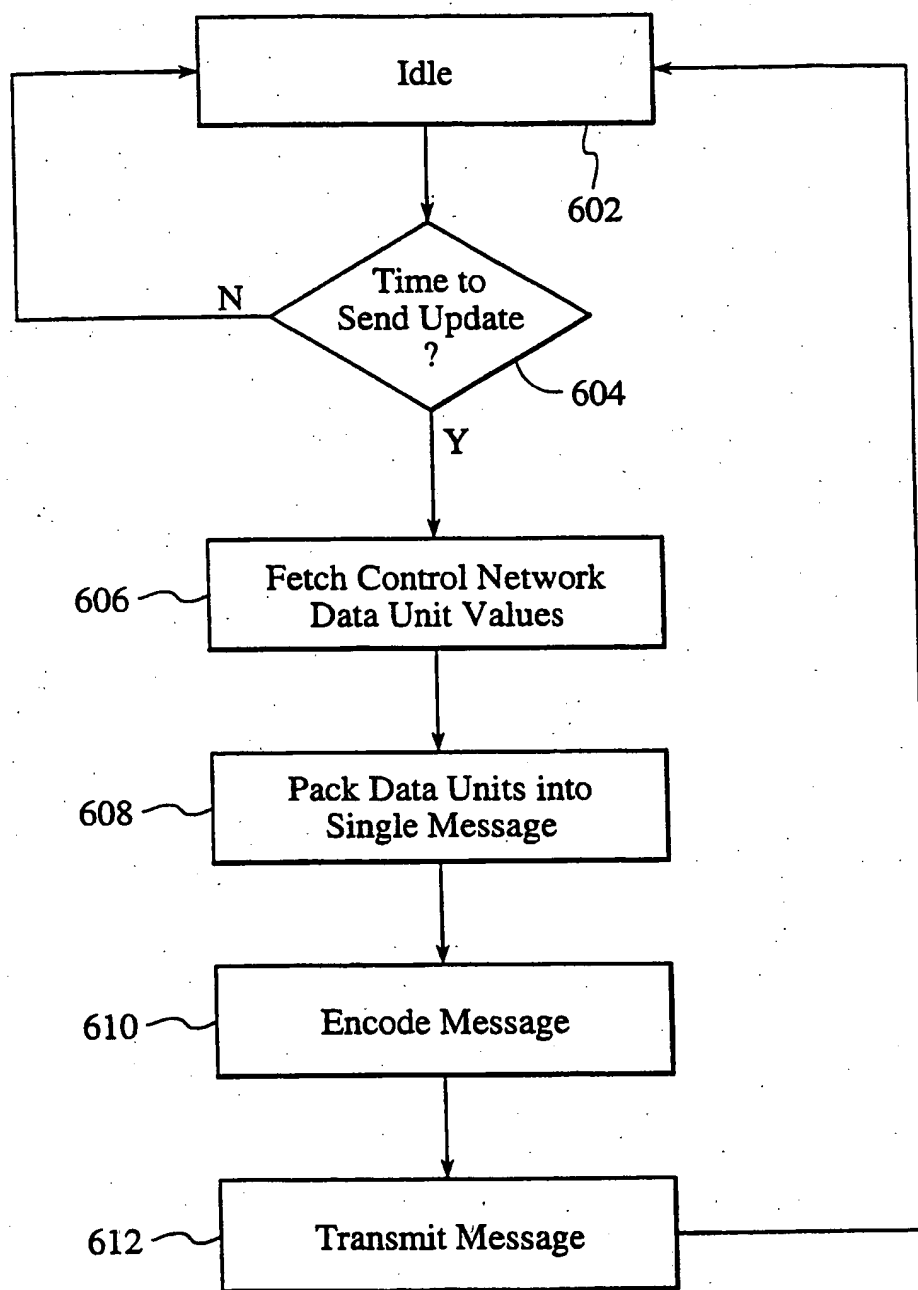 Idle
602
Time to
Send Update
?
N
604
Y
Fetch Control Network
Data Unit Values
606
Pack Data Units into
Single Message
608
610
Encode Message
612
Transmit Message